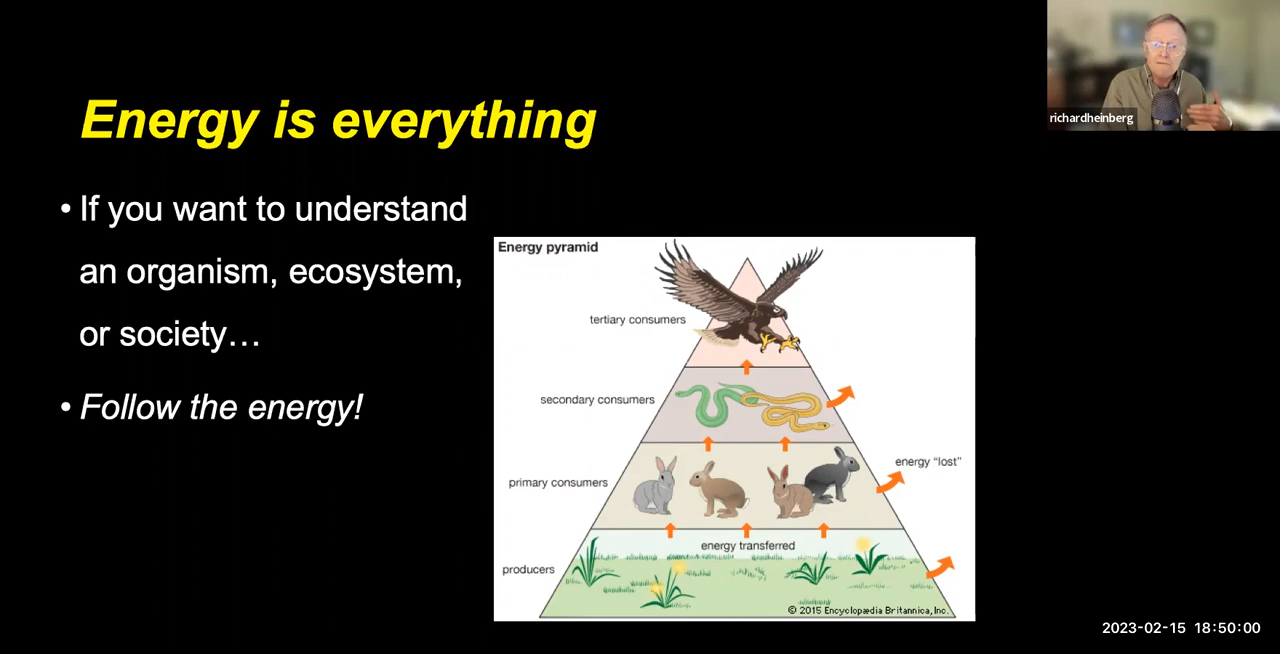 richardheinberg
Energy is everything
• If you want to understand
an organism, ecosystem,
or society…
• Follow the energy!
Energy pyramid
tertiary consumers
secondary consumers
energy “lost”
primary consumers
energy transferred
producers
© 2015 Encyclopædia Britannica, Inc.
2023-02-15 18:50:00